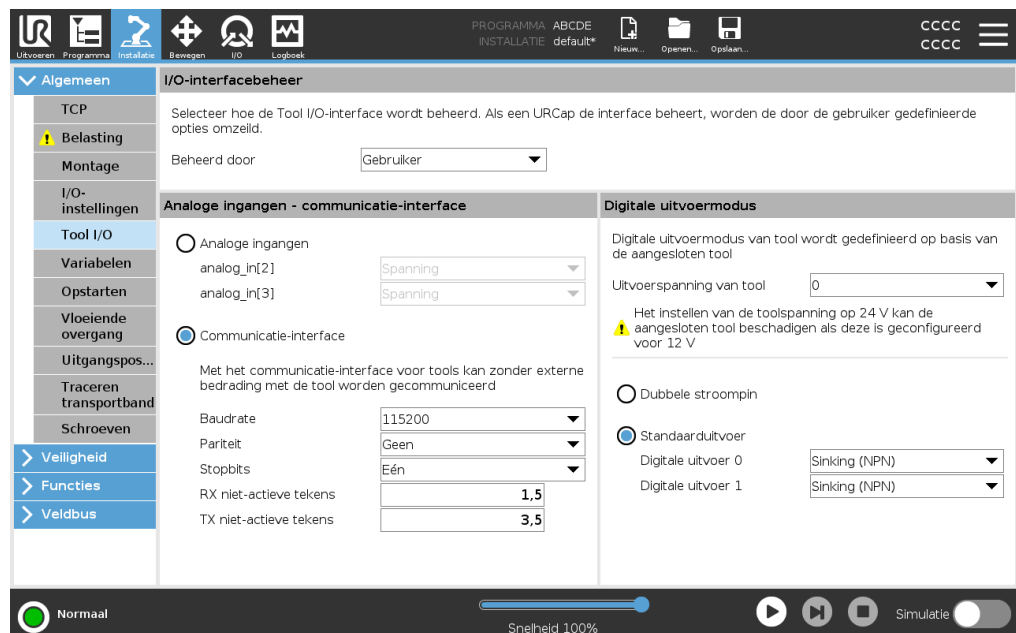 PROGRAMMA ABCDE
INSTALLATIE default*
CCCC
CCCC
Uitvoeren Programma Installatie Bewegen I/O Logboek Nieuw... Openen... Opslaan...
Algemeen
TCP
Belasting
Montage
I/O-
instellingen
Tool I/O
Variabelen
Opstarten
Vloeiende
overgang
Uitgangspos...
Traceren
transportband
Schroeven
Veiligheid
Functies
Veldbus
I/O-interfacebeheer
Selecteer hoe de Tool I/O-interface wordt beheerd. Als een URCap de interface beheert, worden de door de gebruiker gedefinieerde
opties omzeild.
Beheerd door Gebruiker
Analoge ingangen - communicatie-interface
Analoge ingangen
analog_in[2] Spanning
analog_in[3] Spanning
Communicatie-interface
Met het communicatie-interface voor tools kan zonder externe
bedrading met de tool worden gecommuniceerd
Baudrate 115200
Pariteit Geen
Stopbits Eén
RX niet-actieve tekens 1,5
TX niet-actieve tekens 3,5
Digitale uitvoermodus
Digitale uitvoermodus van tool wordt gedefinieerd op basis van
de aangesloten tool
Uitvoerspanning van tool 0
Het instellen van de toolspanning op 24 V kan de
aangesloten tool beschadigen als deze is geconfigureerd
voor 12 V
Dubbele stroompin
Standaarduitvoer
Digitale uitvoer 0 Sinking (NPN)
Digitale uitvoer 1 Sinking (NPN)
Normaal
Snelheid 100%
Simulatie